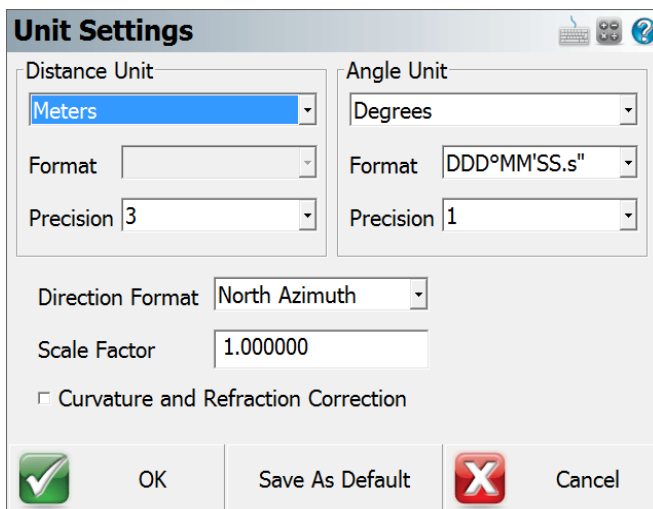 Unit Settings
Distance Unit
Angle Unit
Meters
Degrees
Format
Format DDD°MM'SS.s"
Precision 3
Precision 1
Direction Format North Azimuth
Scale Factor 1.000000
Curvature and Refraction Correction
OK
Save As Default
Cancel